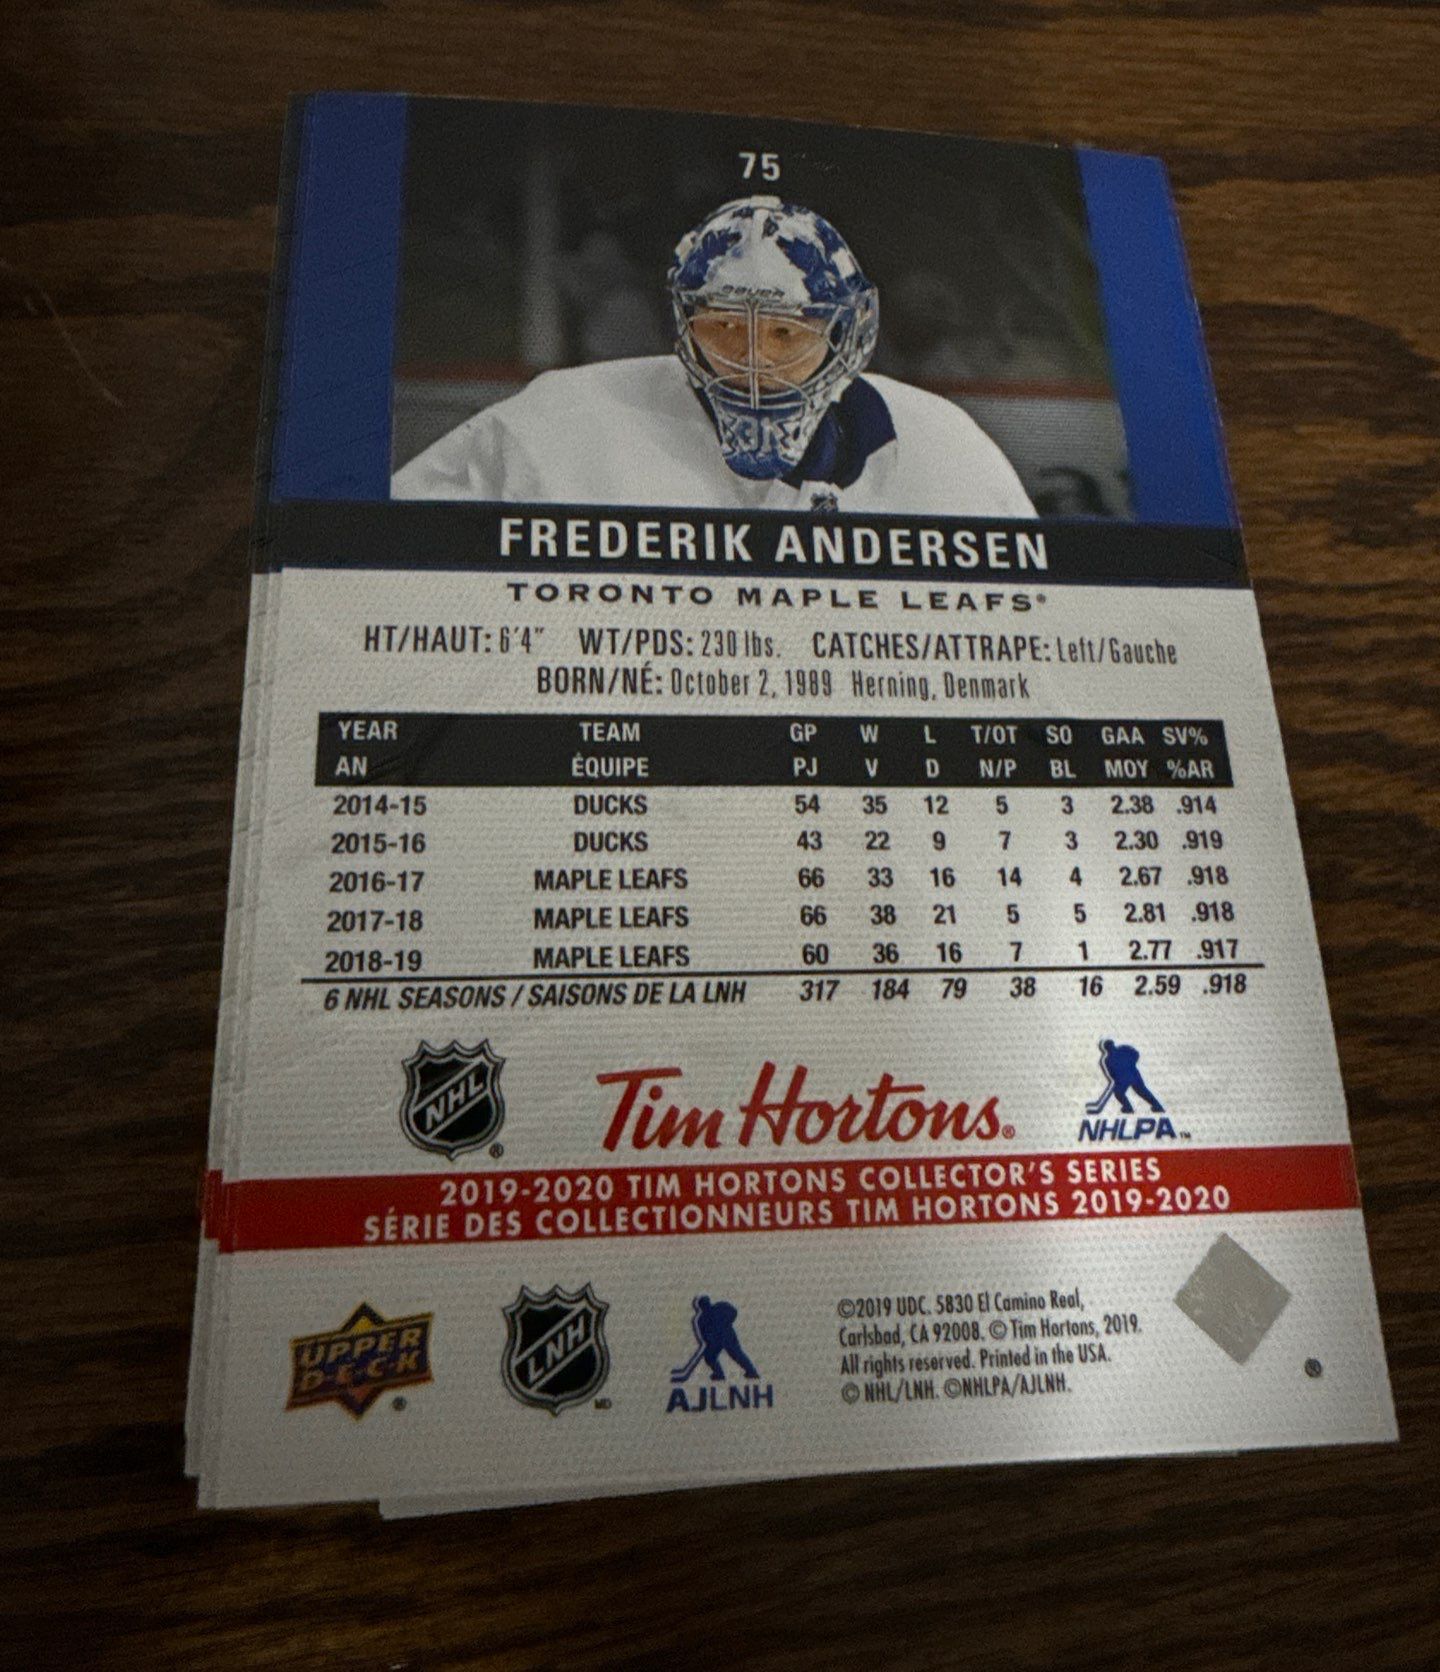 75
BAUER
FREDERIK ANDERSEN
TORONTO MAPLE LEAFS®
HT/HAUT: 6'4" WT/PDS: 230 lbs. CATCHES/ATTRAPE: Left/Gauche
BORN/NÉ: October 2, 1989 Herning, Denmark
YEAR TEAM GP W L T/OT SO GAA SV%
AN ÉQUIPE PJ V D N/P BL MOY %AR
2014-15 DUCKS 54 35 12 5 3 2.38 .914
2015-16 DUCKS 43 22 9 7 3 2.30 .919
2016-17 MAPLE LEAFS 66 33 16 14 4 2.67 .918
2017-18 MAPLE LEAFS 66 38 21 5 5 2.81 .918
2018-19 MAPLE LEAFS 60 36 16 7 1 2.77 .917
6 NHL SEASONS / SAISONS DE LA LNH 317 184 79 38 16 2.59 .918
NHL® Tim Hortons® NHLPA™
2019-2020 TIM HORTONS COLLECTOR'S SERIES
SÉRIE DES COLLECTIONNEURS TIM HORTONS 2019-2020
UPPER DECK® LNH MD AJLNH
©2019 UDC. 5830 El Camino Real,
Carlsbad, CA 92008. © Tim Hortons, 2019.
All rights reserved. Printed in the USA.
© NHL/LNH. ©NHLPA/AJLNH.
®